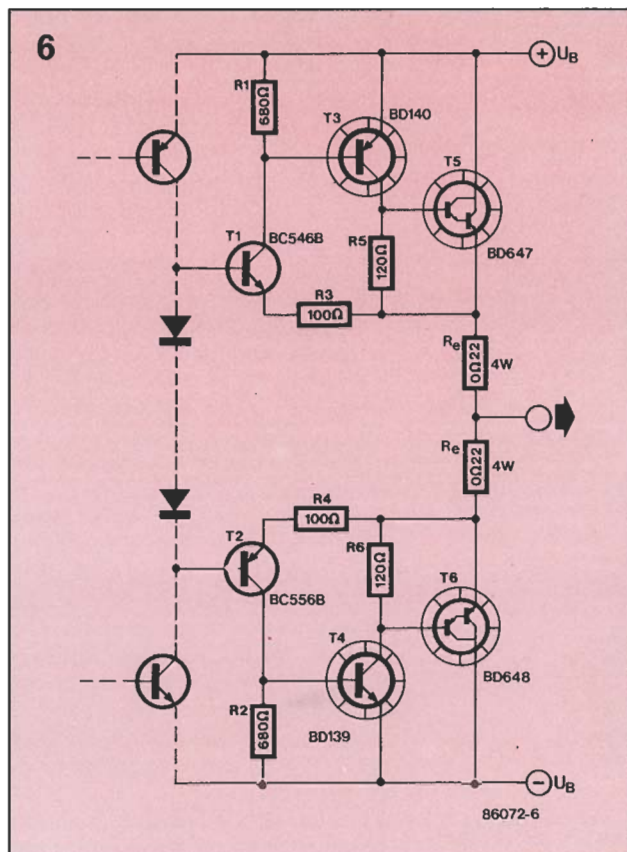 6
+ U_B
R1
680Ω
T3
BD140
T5
T1
BC546B
R5
120Ω
BD647
R3
100Ω
R_e
0Ω22
4W
R_e
0Ω22
4W
R4
100Ω
T2
R6
120Ω
BC556B
T6
T4
BD648
R2
680Ω
BD139
− U_B
86072-6